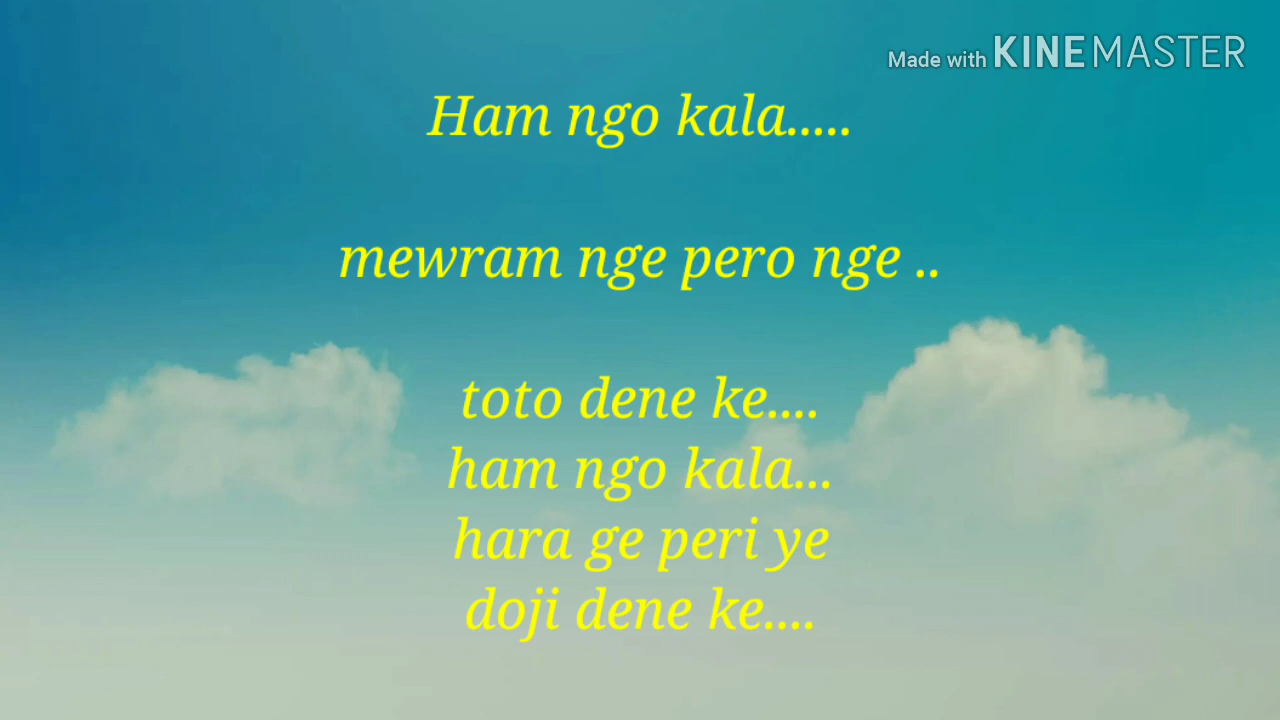 Made with KINEMASTER
Ham ngo kala.....
mewram nge pero nge ..
toto dene ke....
ham ngo kala...
hara ge peri ye
doji dene ke....